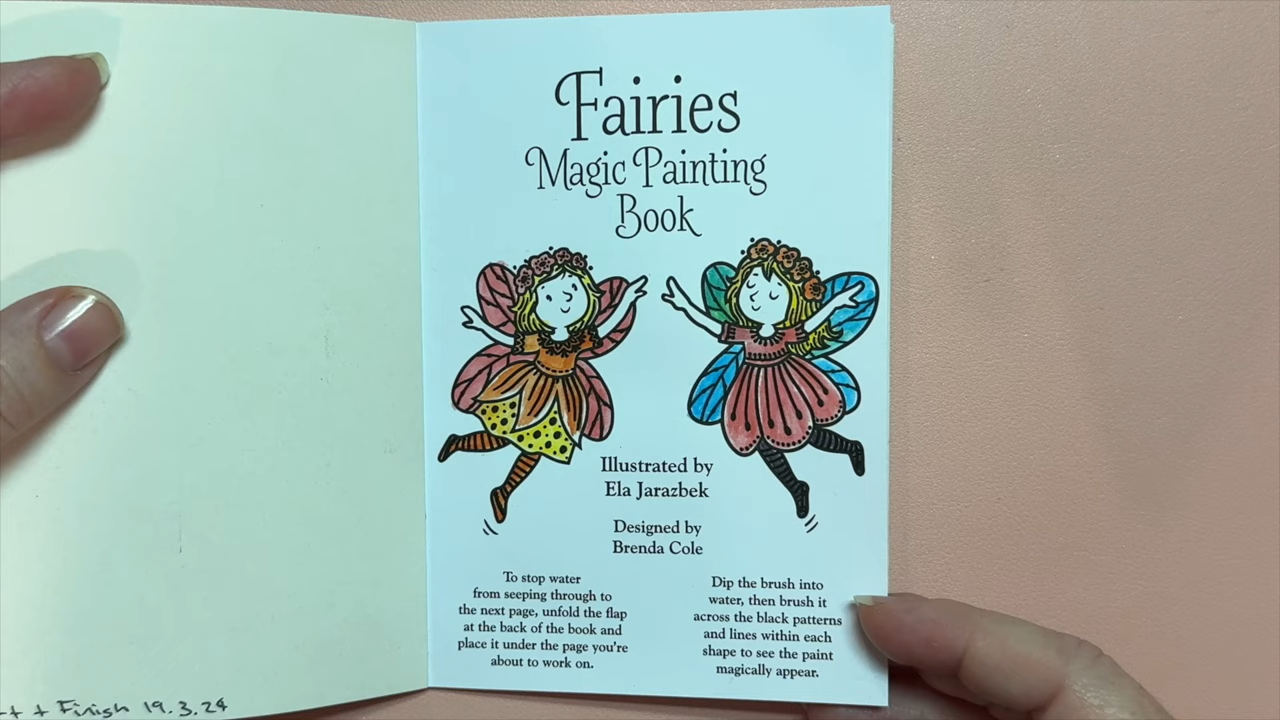 Fairies
Magic Painting
Book
Illustrated by
Ela Jarazbek
Designed by
Brenda Cole
To stop water
from seeping through to
the next page, unfold the flap
at the back of the book and
place it under the page you're
about to work on.
Dip the brush into
water, then brush it
across the black patterns
and lines within each
shape to see the paint
magically appear.
+ Finish 19.3.24